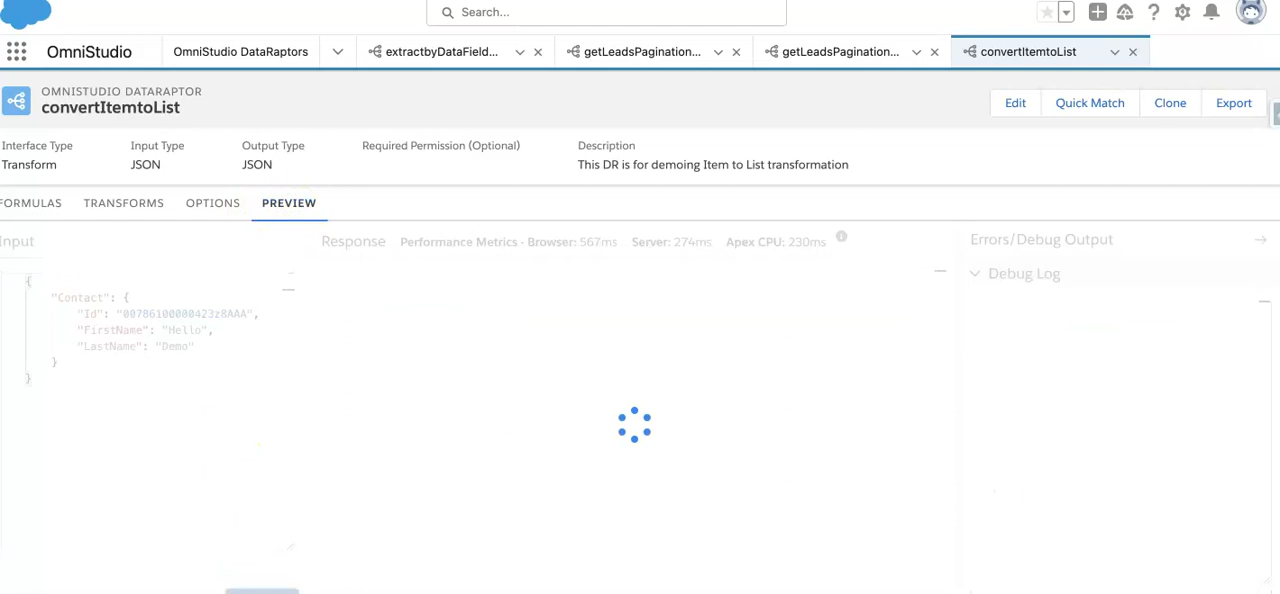 Search...
OmniStudio
OmniStudio DataRaptors
extractbyDataField...
getLeadsPagination...
getLeadsPagination...
convertItemtoList
OMNISTUDIO DATARAPTOR
convertItemtoList
Edit
Quick Match
Clone
Export
Interface Type
Input Type
Output Type
Required Permission (Optional)
Description
Transform
JSON
JSON
This DR is for demoing Item to List transformation
FORMULAS
TRANSFORMS
OPTIONS
PREVIEW
Input
Response
Performance Metrics - Browser: 567ms Server: 274ms Apex CPU: 230ms
Errors/Debug Output
Debug Log
{
"Contact": {
"Id": "00786100000423z8AAA",
"FirstName": "Hello",
"LastName": "Demo"
}
}